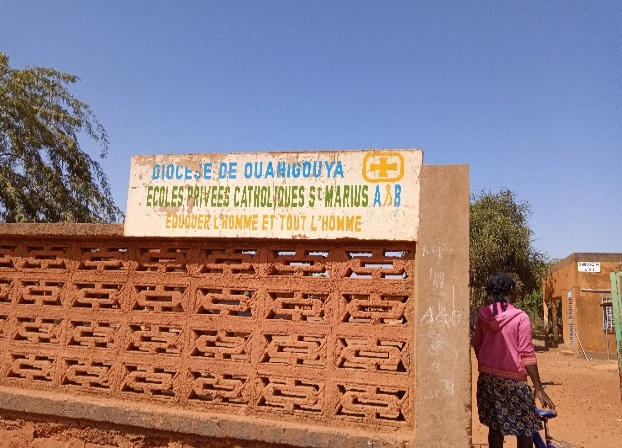 DIOCESE DE OUAHIGOUYA
ECOLES PRIVEES CATHOLIQUES St MARIUS A & B
EDUQUER L'HOMME ET TOUT L'HOMME